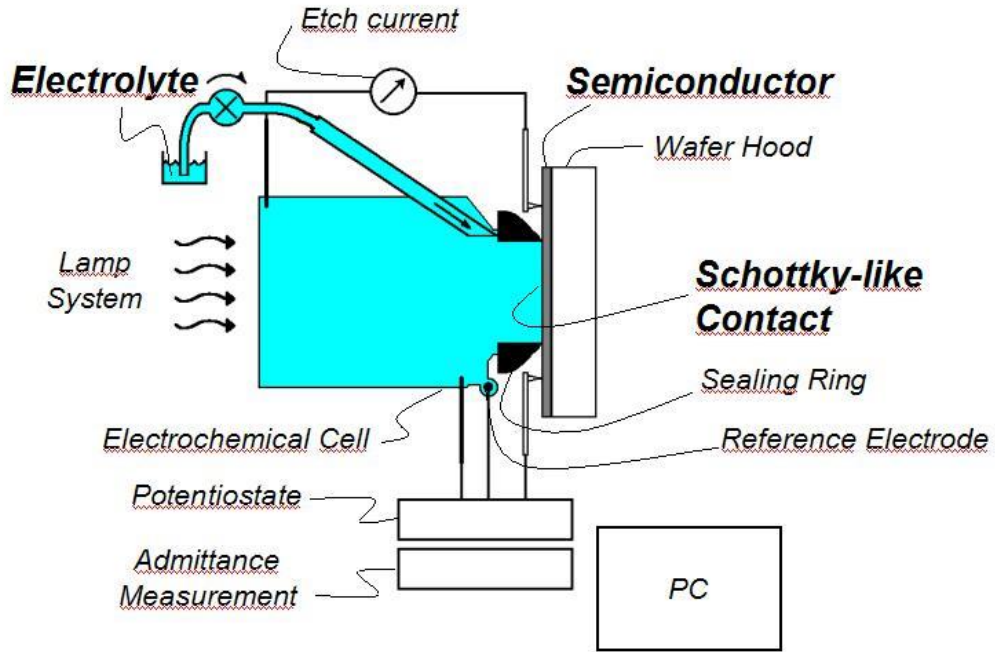 Etch current
Electrolyte
Semiconductor
Wafer Hood
Lamp
System
Schottky-like
Contact
Sealing Ring
Electrochemical Cell
Reference Electrode
Potentiostate
Admittance
Measurement
PC